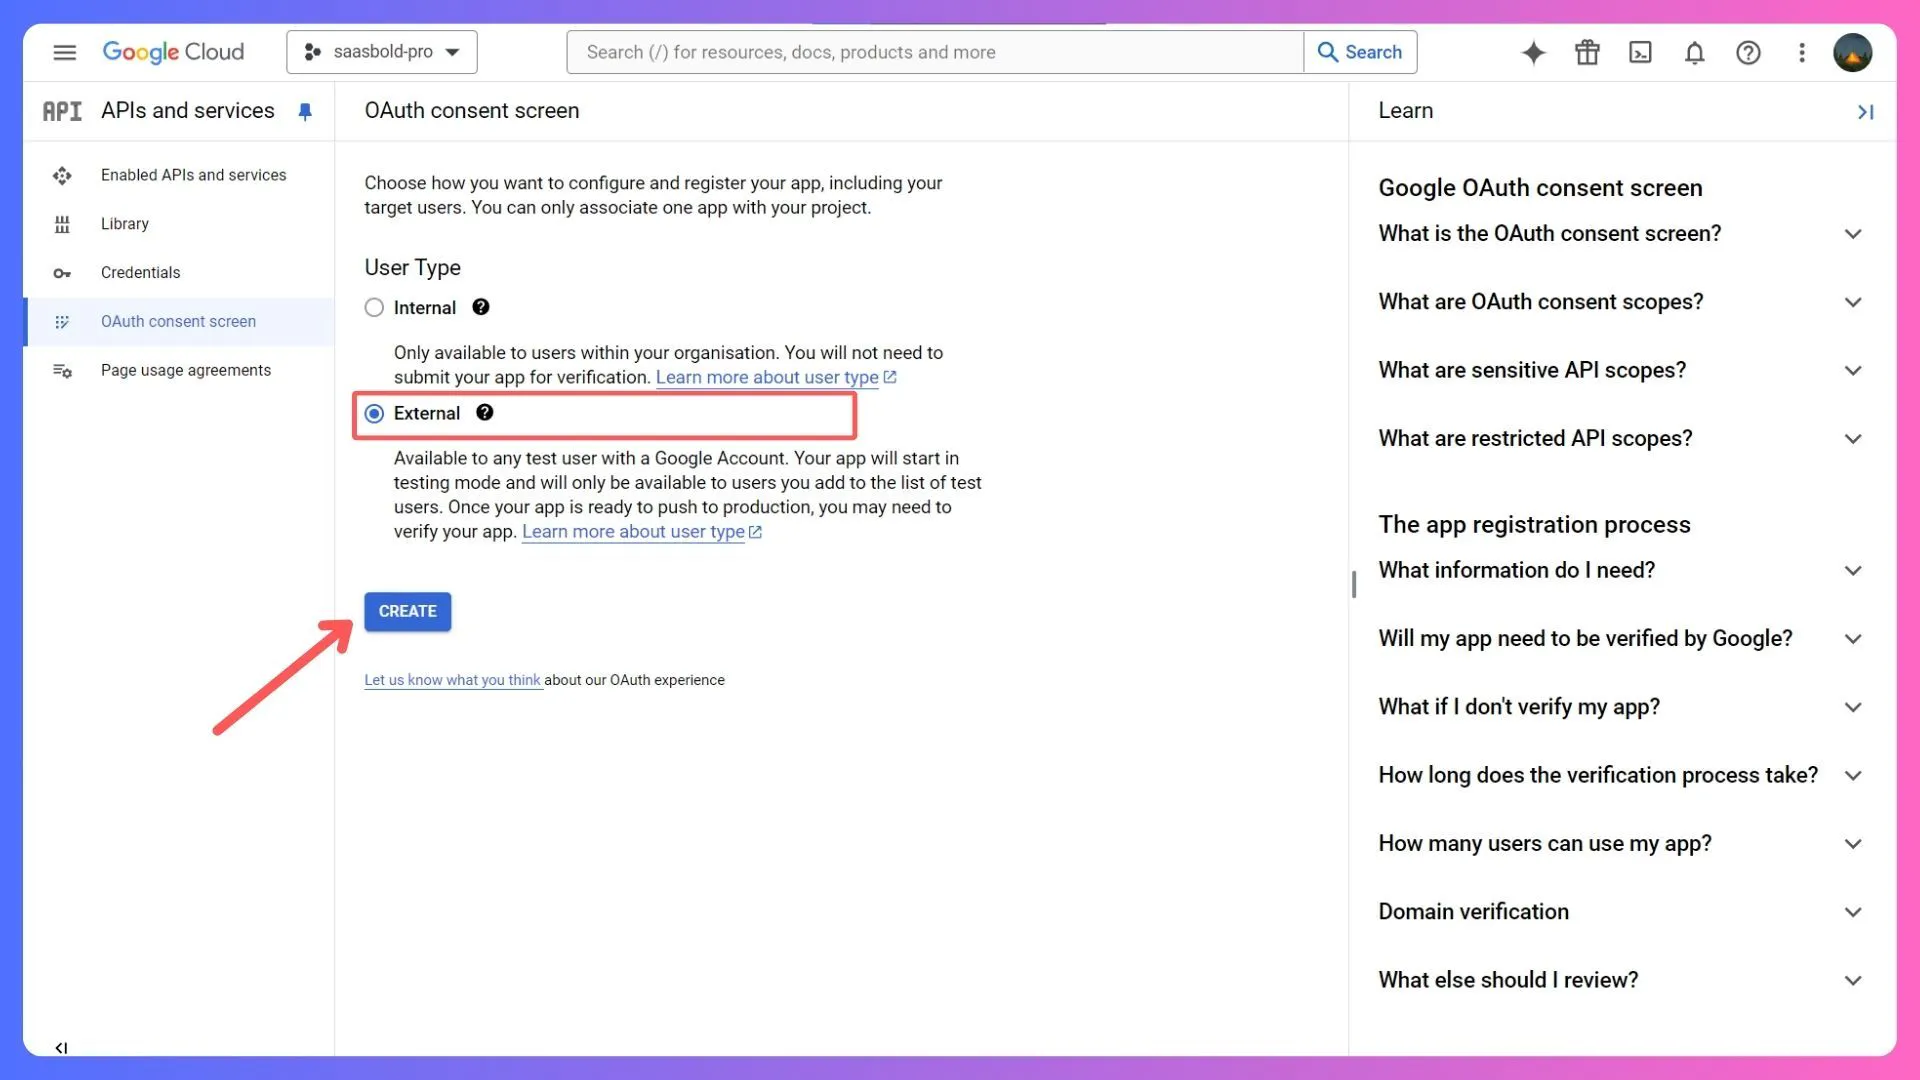 Google Cloud
saasbold-pro
Search (/) for resources, docs, products and more
Search
API APIs and services
Enabled APIs and services
Library
Credentials
OAuth consent screen
Page usage agreements
OAuth consent screen
Choose how you want to configure and register your app, including your
target users. You can only associate one app with your project.
User Type
Internal
Only available to users within your organisation. You will not need to
submit your app for verification. Learn more about user type
External
Available to any test user with a Google Account. Your app will start in
testing mode and will only be available to users you add to the list of test
users. Once your app is ready to push to production, you may need to
verify your app. Learn more about user type
CREATE
Let us know what you think about our OAuth experience
Learn
Google OAuth consent screen
What is the OAuth consent screen?
What are OAuth consent scopes?
What are sensitive API scopes?
What are restricted API scopes?
The app registration process
What information do I need?
Will my app need to be verified by Google?
What if I don't verify my app?
How long does the verification process take?
How many users can use my app?
Domain verification
What else should I review?